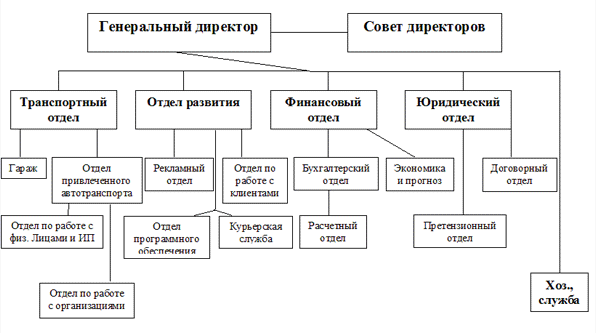 Генеральный директор
Совет директоров
Транспортный
отдел
Отдел развития
Финансовый
отдел
Юридический
отдел
Гараж
Отдел
привлеченного
автотранспорта
Рекламный
отдел
Отдел по
работе с
клиентами
Бухгалтерский
отдел
Экономика
и прогноз
Договорный
отдел
Отдел по работе с
физ. Лицами и ИП
Отдел
программного
обеспечения
Курьерская
служба
Расчетный
отдел
Претензионный
отдел
Отдел по работе
с организациями
Хоз.,
служба